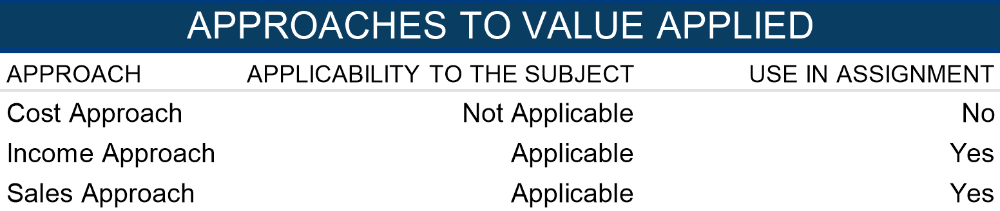 APPROACHES TO VALUE APPLIED
APPROACH APPLICABILITY TO THE SUBJECT USE IN ASSIGNMENT
Cost Approach Not Applicable No
Income Approach Applicable Yes
Sales Approach Applicable Yes